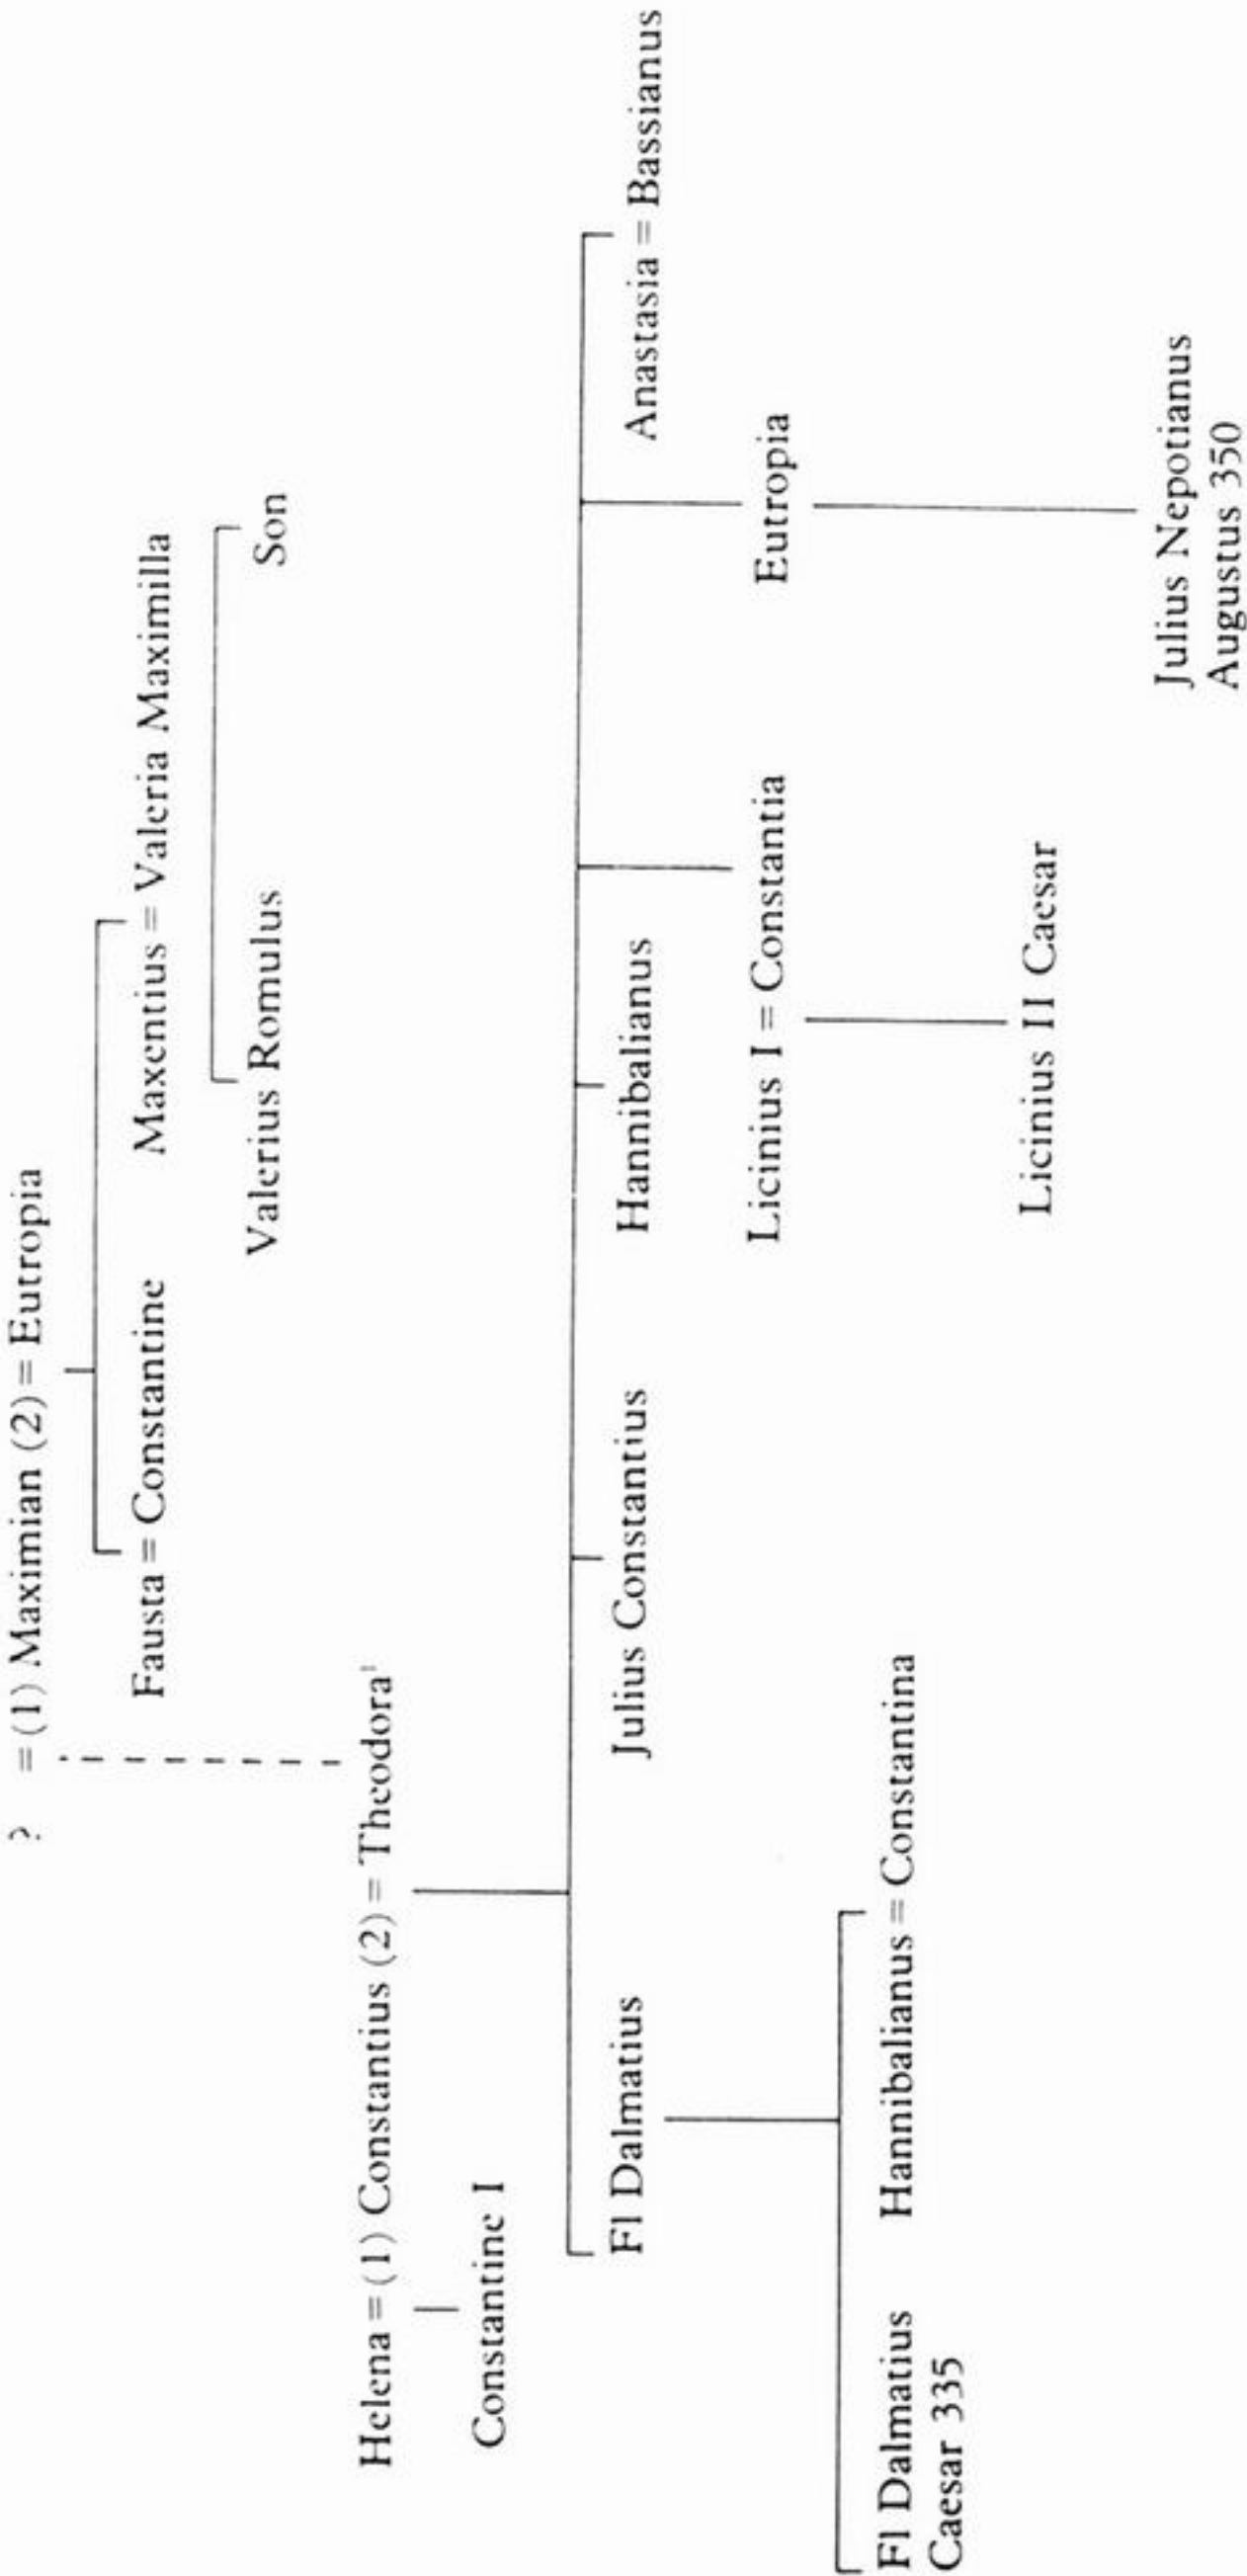 ? = (1) Maximian (2) = Eutropia
Fausta = Constantine Maxentius = Valeria Maximilla
Valerius Romulus Son
Helena = (1) Constantius (2) = Theodora¹
Constantine I
Fl Dalmatius Julius Constantius Hannibalianus Anastasia = Bassianus
Licinius I = Constantia Eutropia
Fl Dalmatius Hannibalianus = Constantina
Caesar 335
Licinius II Caesar
Julius Nepotianus
Augustus 350